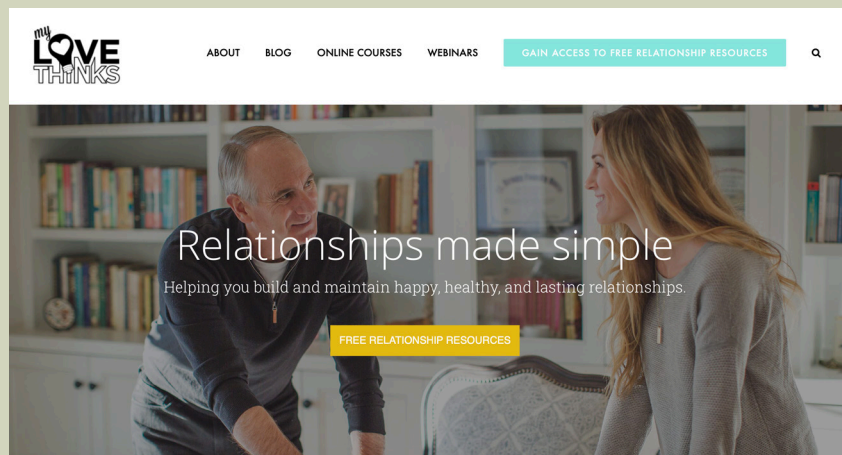 my
LOVE
THINKS
ABOUT BLOG ONLINE COURSES WEBINARS GAIN ACCESS TO FREE RELATIONSHIP RESOURCES
Relationships made simple
Helping you build and maintain happy, healthy, and lasting relationships.
FREE RELATIONSHIP RESOURCES